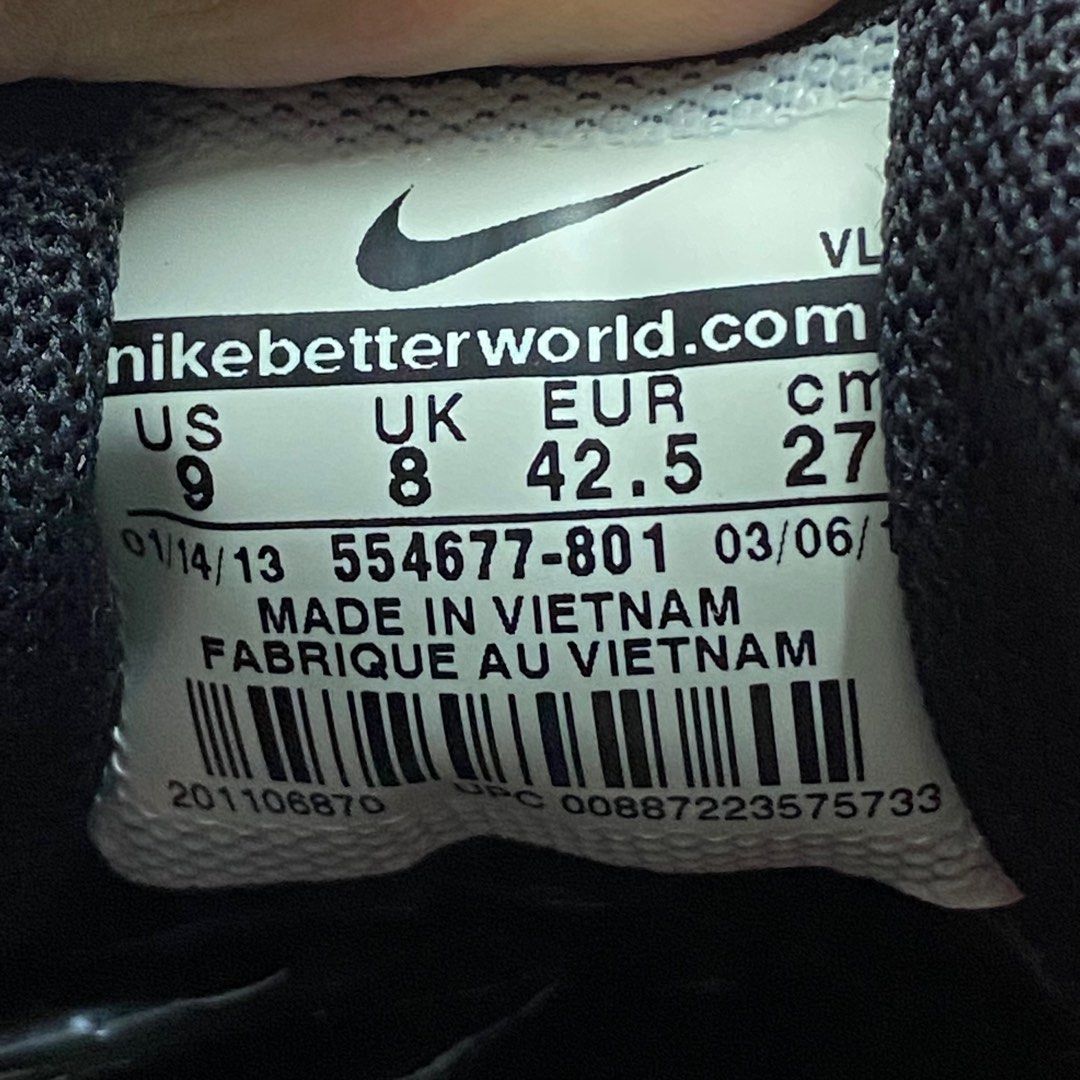 VL
nikebetterworld.com
US UK EUR cm
9 8 42.5 27
01/14/13 554677-801 03/06/1
MADE IN VIETNAM
FABRIQUE AU VIETNAM
201106870 UPC 00887223575733